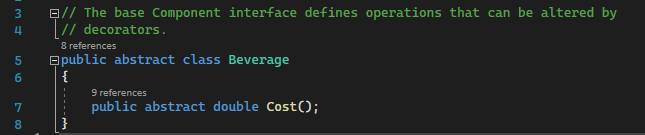 3 // The base Component interface defines operations that can be altered by
4 // decorators.
8 references
5 public abstract class Beverage
6 {
9 references
7 public abstract double Cost();
8 }